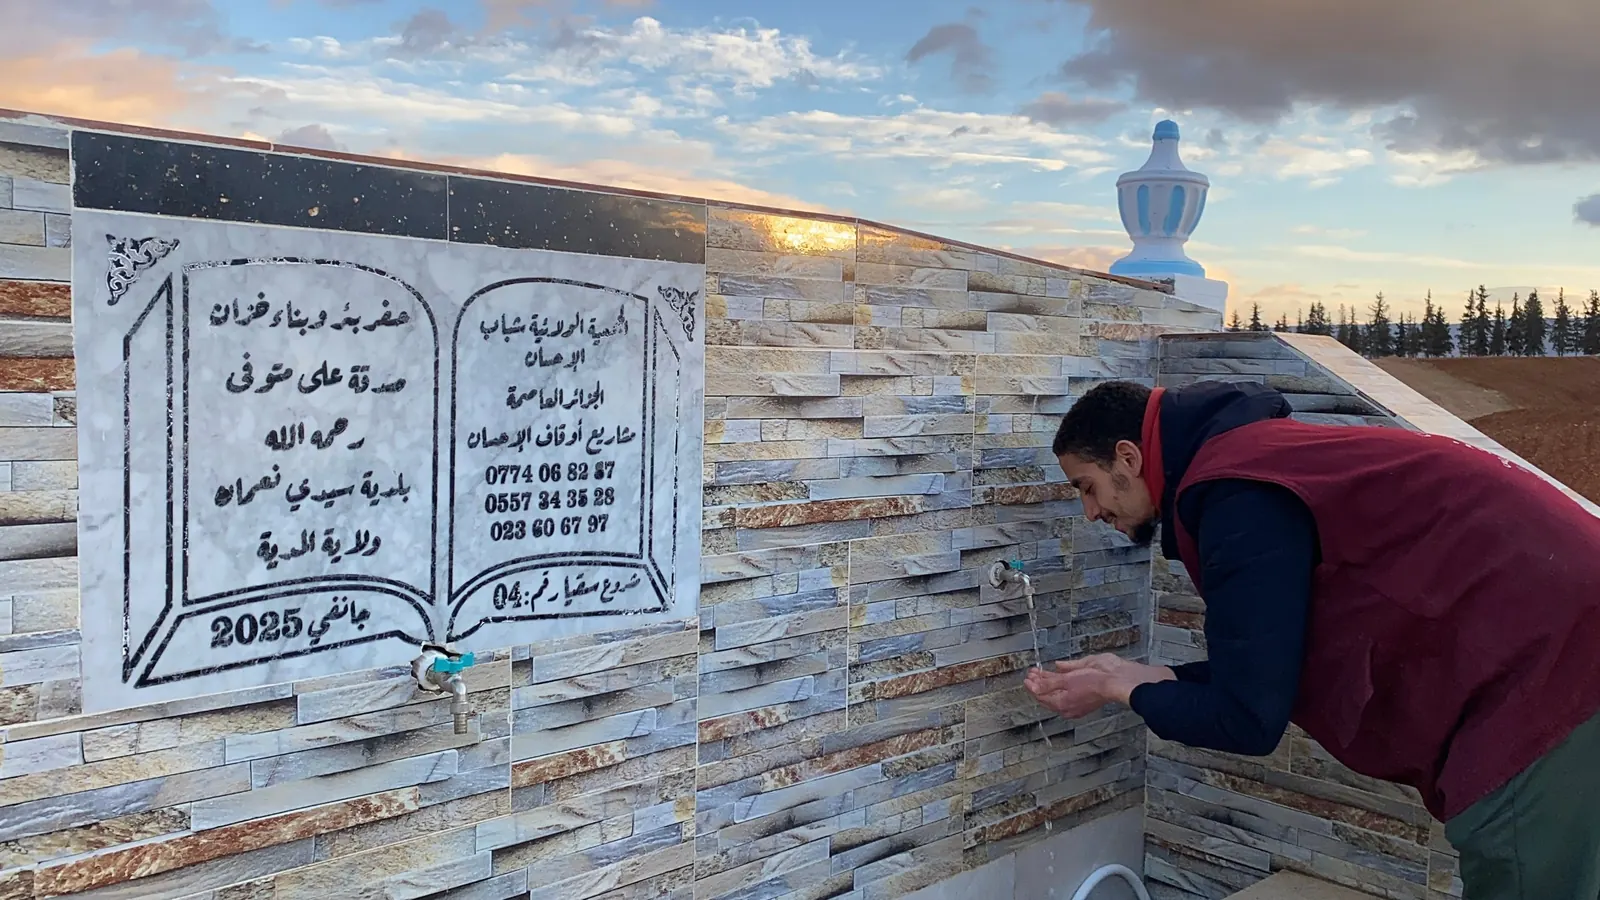 حفر بئر وبناء خزان
صدقة على متوفى
رحمه الله
بلدية سيدي نعمان
ولاية المدية
جانفي 2025
الجمعية الولائية شباب
الإحسان
الجزائر العاصمة
مشاريع أوقاف الإحسان
0774 06 82 87
0557 34 35 28
023 60 67 97
مشروع سقيا رقم: 04